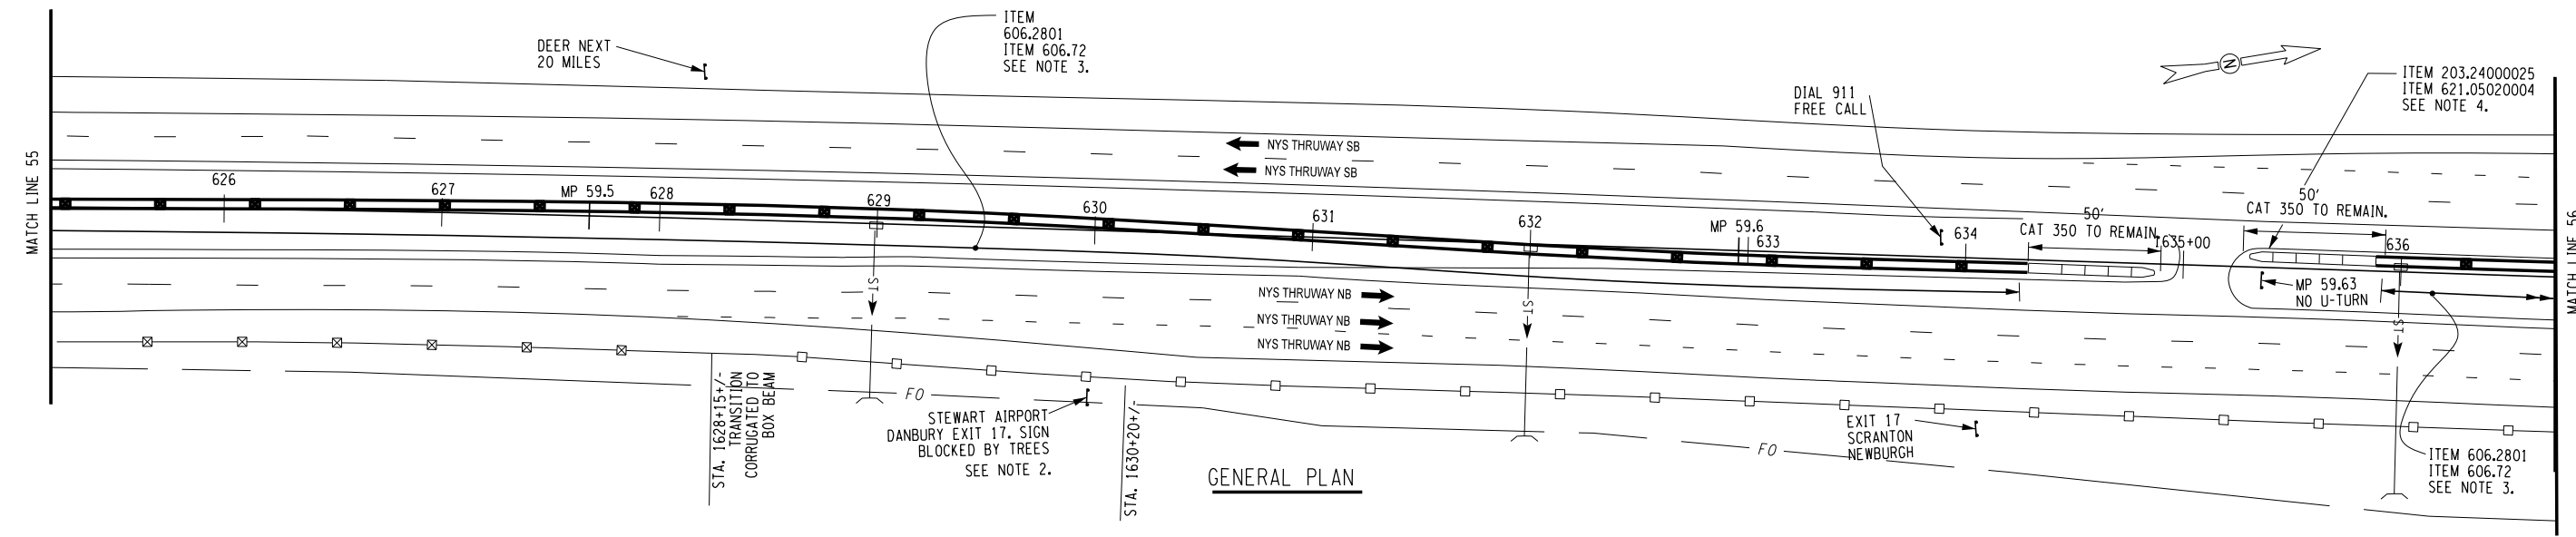 MATCH LINE 55
DEER NEXT
20 MILES
ITEM
606.2801
ITEM 606.72
SEE NOTE 3.
DIAL 911
FREE CALL
N
ITEM 203.24000025
ITEM 621.05020004
SEE NOTE 4.
NYS THRUWAY SB
NYS THRUWAY SB
626
627
MP 59.5
628
629
630
631
632
MP 59.6
633
634
50'
CAT 350 TO REMAIN.
1635+00
50'
CAT 350 TO REMAIN.
636
MATCH LINE 56
MP 59.63
NO U-TURN
ST
ST
ST
NYS THRUWAY NB
NYS THRUWAY NB
NYS THRUWAY NB
STA. 1628+15+/-
TRANSITION
CORRUGATED TO
BOX BEAM
FO
STEWART AIRPORT
DANBURY EXIT 17. SIGN
BLOCKED BY TREES
SEE NOTE 2.
STA. 1630+20+/-
GENERAL PLAN
FO
EXIT 17
SCRANTON
NEWBURGH
ITEM 606.2801
ITEM 606.72
SEE NOTE 3.